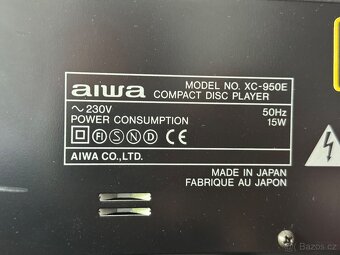 aiwa MODEL NO. XC-950E
COMPACT DISC PLAYER
~ 230V 50Hz
POWER CONSUMPTION 15W
FI D S CE
AIWA CO.,LTD.
MADE IN JAPAN
FABRIQUE AU JAPON
Bazos.cz